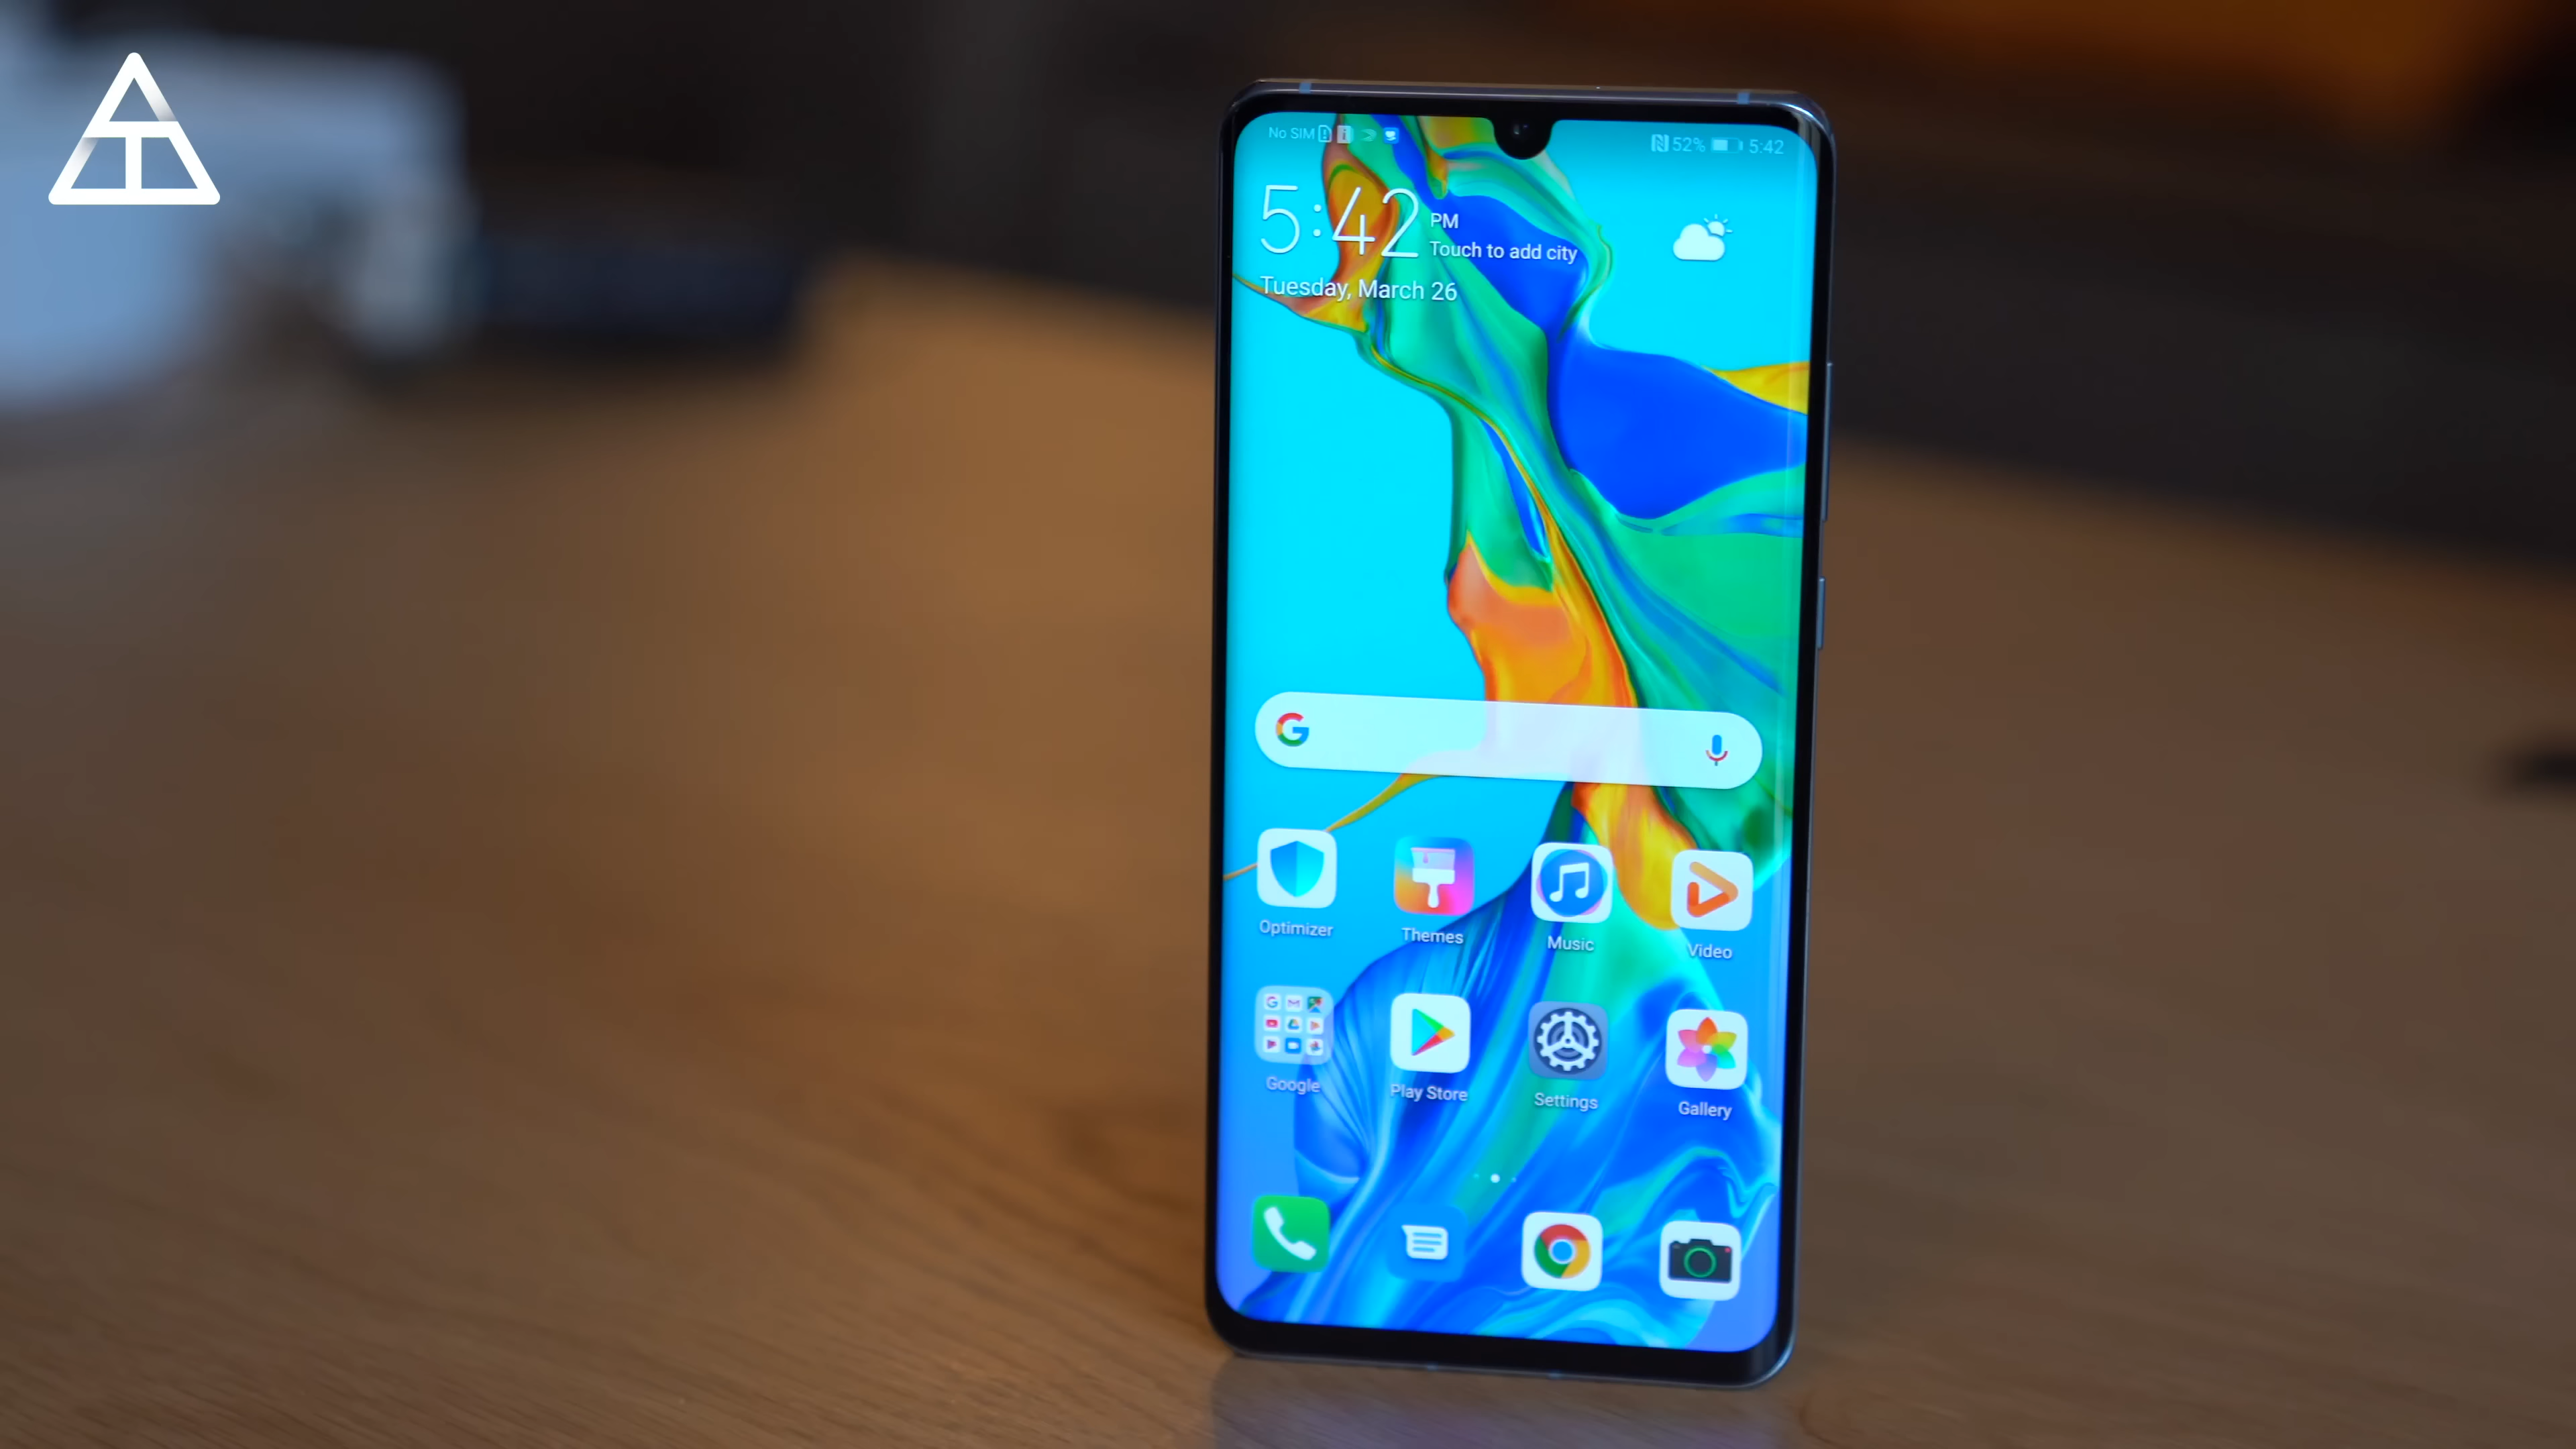 No SIM
52% 5:42
5:42 PM
Touch to add city
Tuesday, March 26
Optimizer
Themes
Music
Video
Google
Play Store
Settings
Gallery